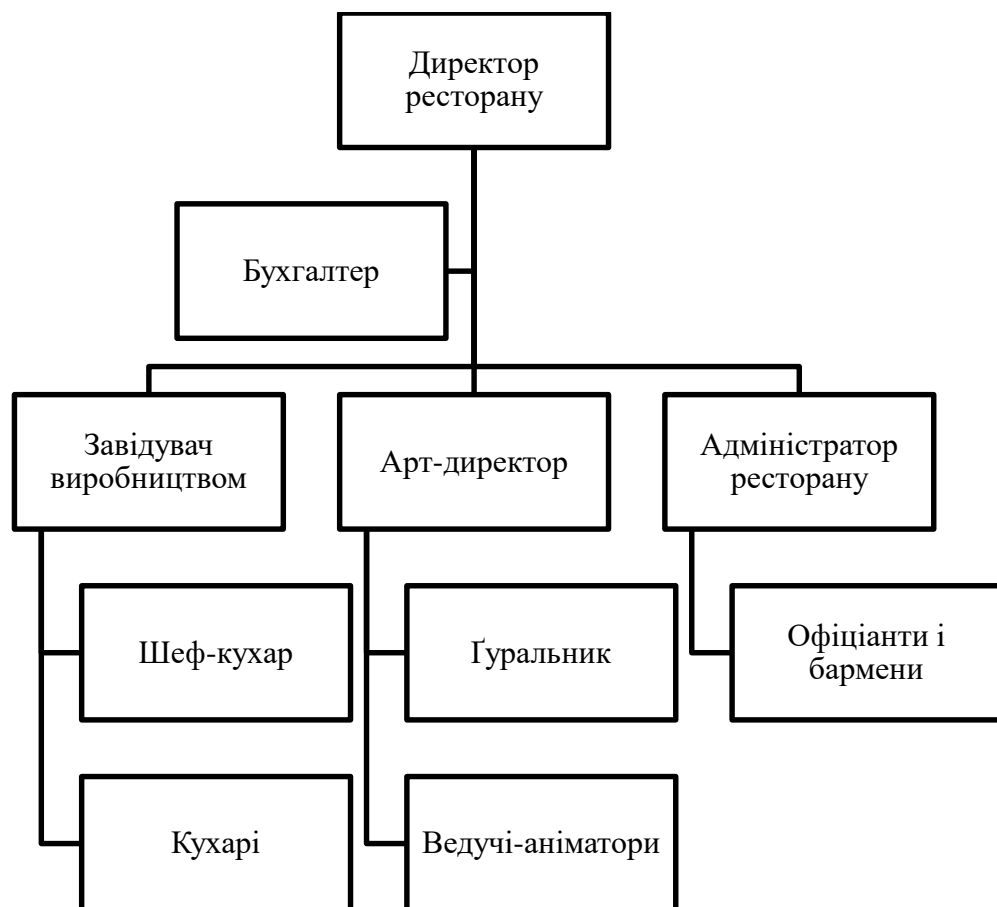 Директор
ресторану
Бухгалтер
Завідувач
виробництвом
Арт-директор
Адміністратор
ресторану
Шеф-кухар
Ґуральник
Офіціанти і
бармени
Кухарі
Ведучі-аніматори